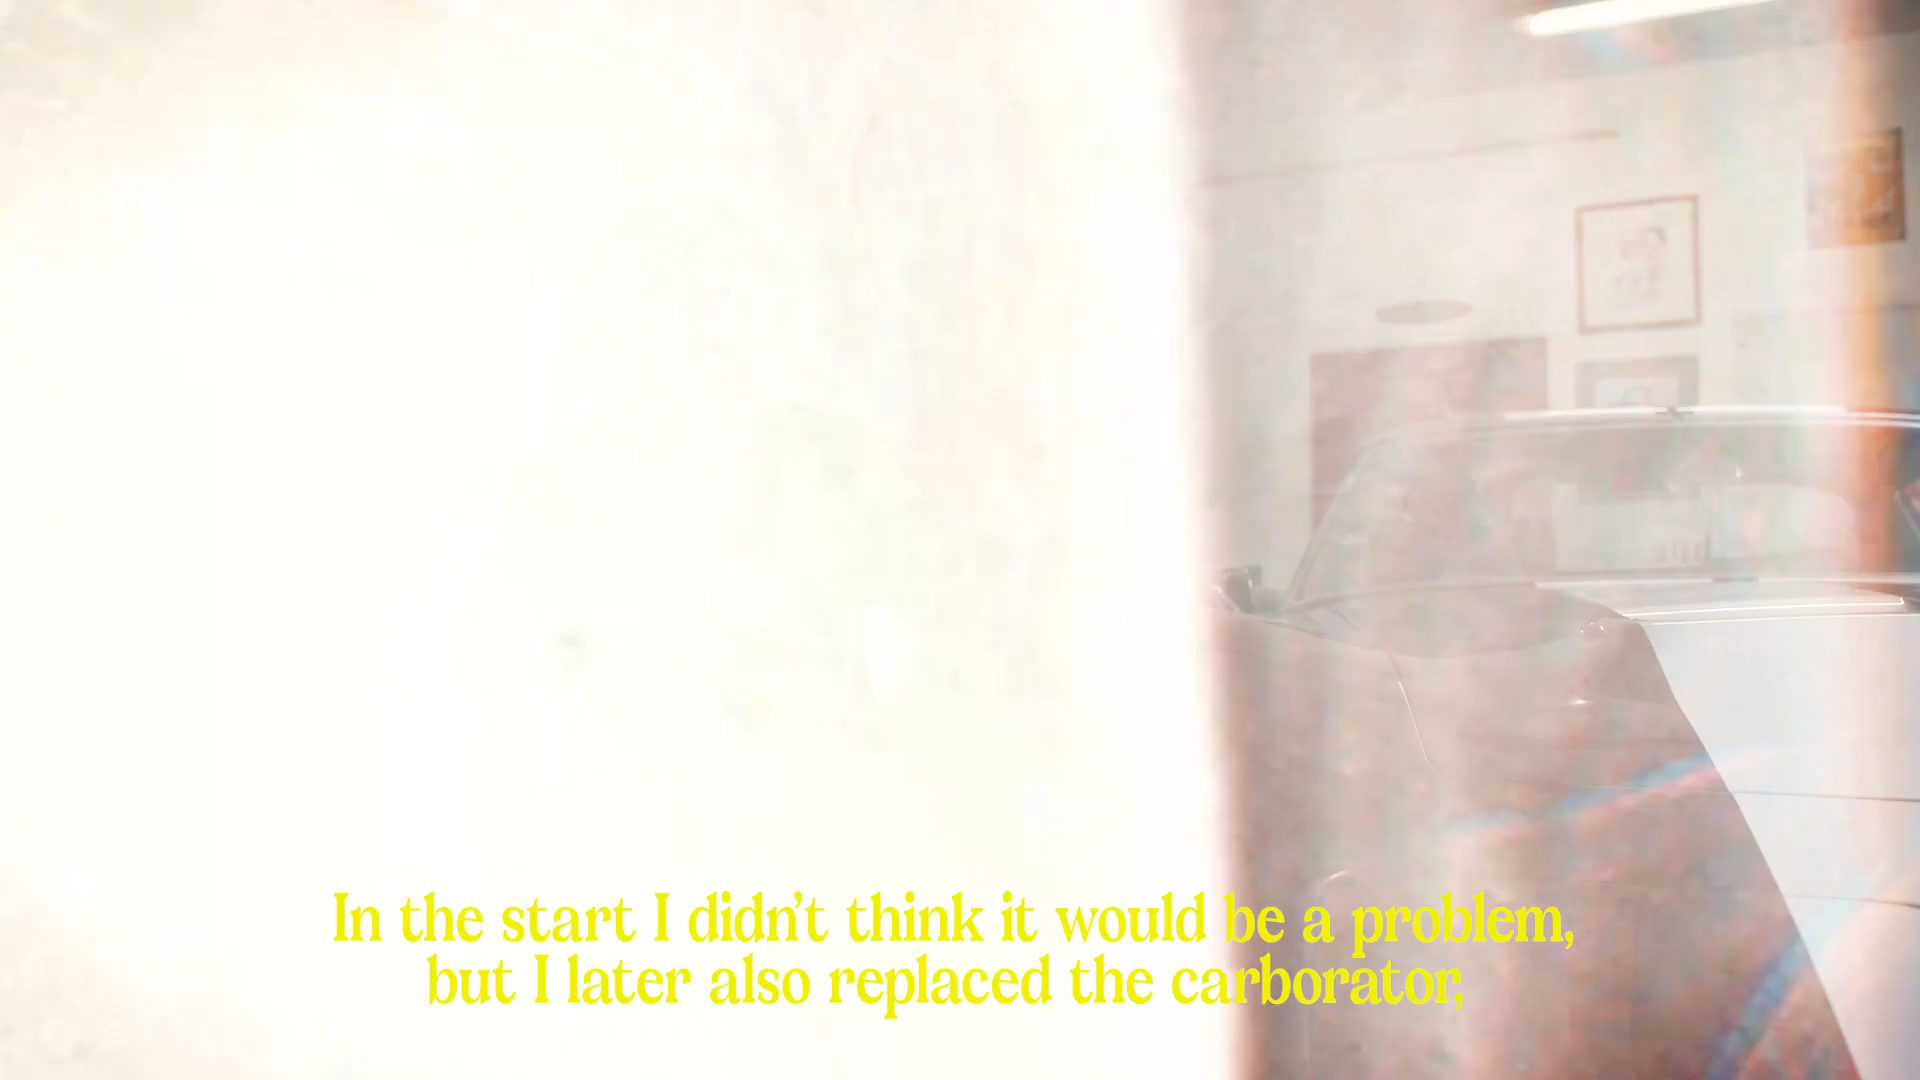 In the start I didn't think it would be a problem,
but I later also replaced the carborator,